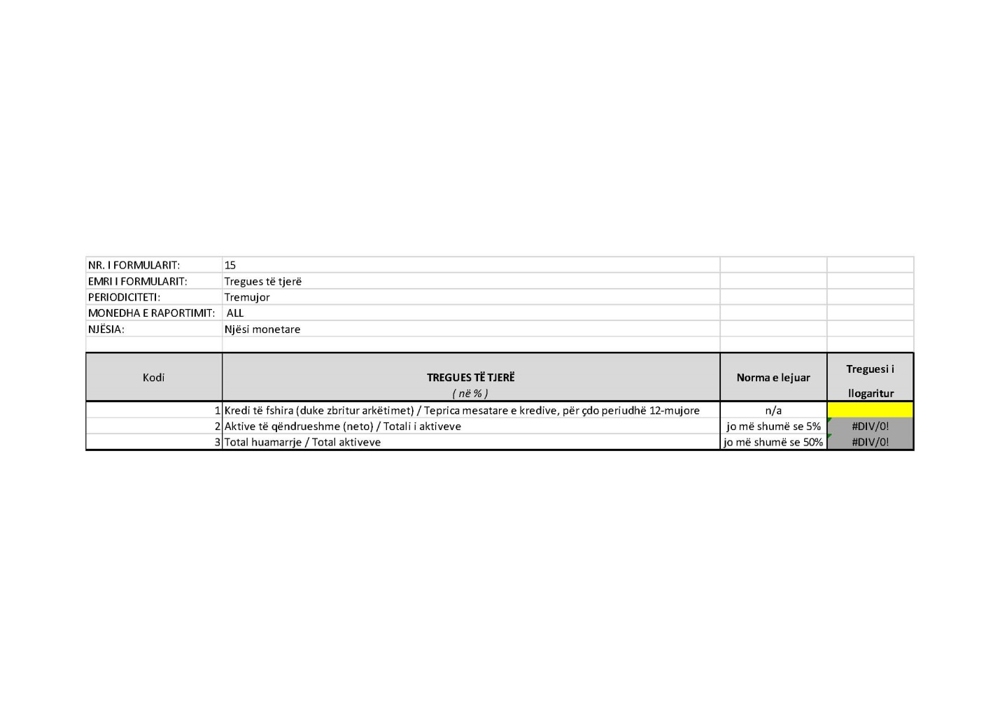 NR. I FORMULARIT: 15
EMRI I FORMULARIT: Tregues të tjerë
PERIODICITETI: Tremujor
MONEDHA E RAPORTIMIT: ALL
NJËSIA: Njësi monetare
Kodi TREGUES TË TJERË Norma e lejuar Treguesi i
( në % ) llogaritur
1 Kredi të fshira (duke zbritur arkëtimet) / Teprica mesatare e kredive, për çdo periudhë 12-mujore n/a
2 Aktive të qëndrueshme (neto) / Totali i aktiveve jo më shumë se 5% #DIV/0!
3 Total huamarrje / Total aktiveve jo më shumë se 50% #DIV/0!